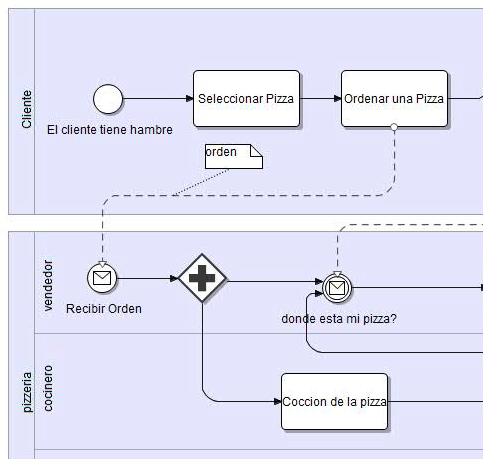 Cliente
Seleccionar Pizza
Ordenar una Pizza
El cliente tiene hambre
orden
pizzeria
vendedor
Recibir Orden
donde esta mi pizza?
cocinero
Coccion de la pizza